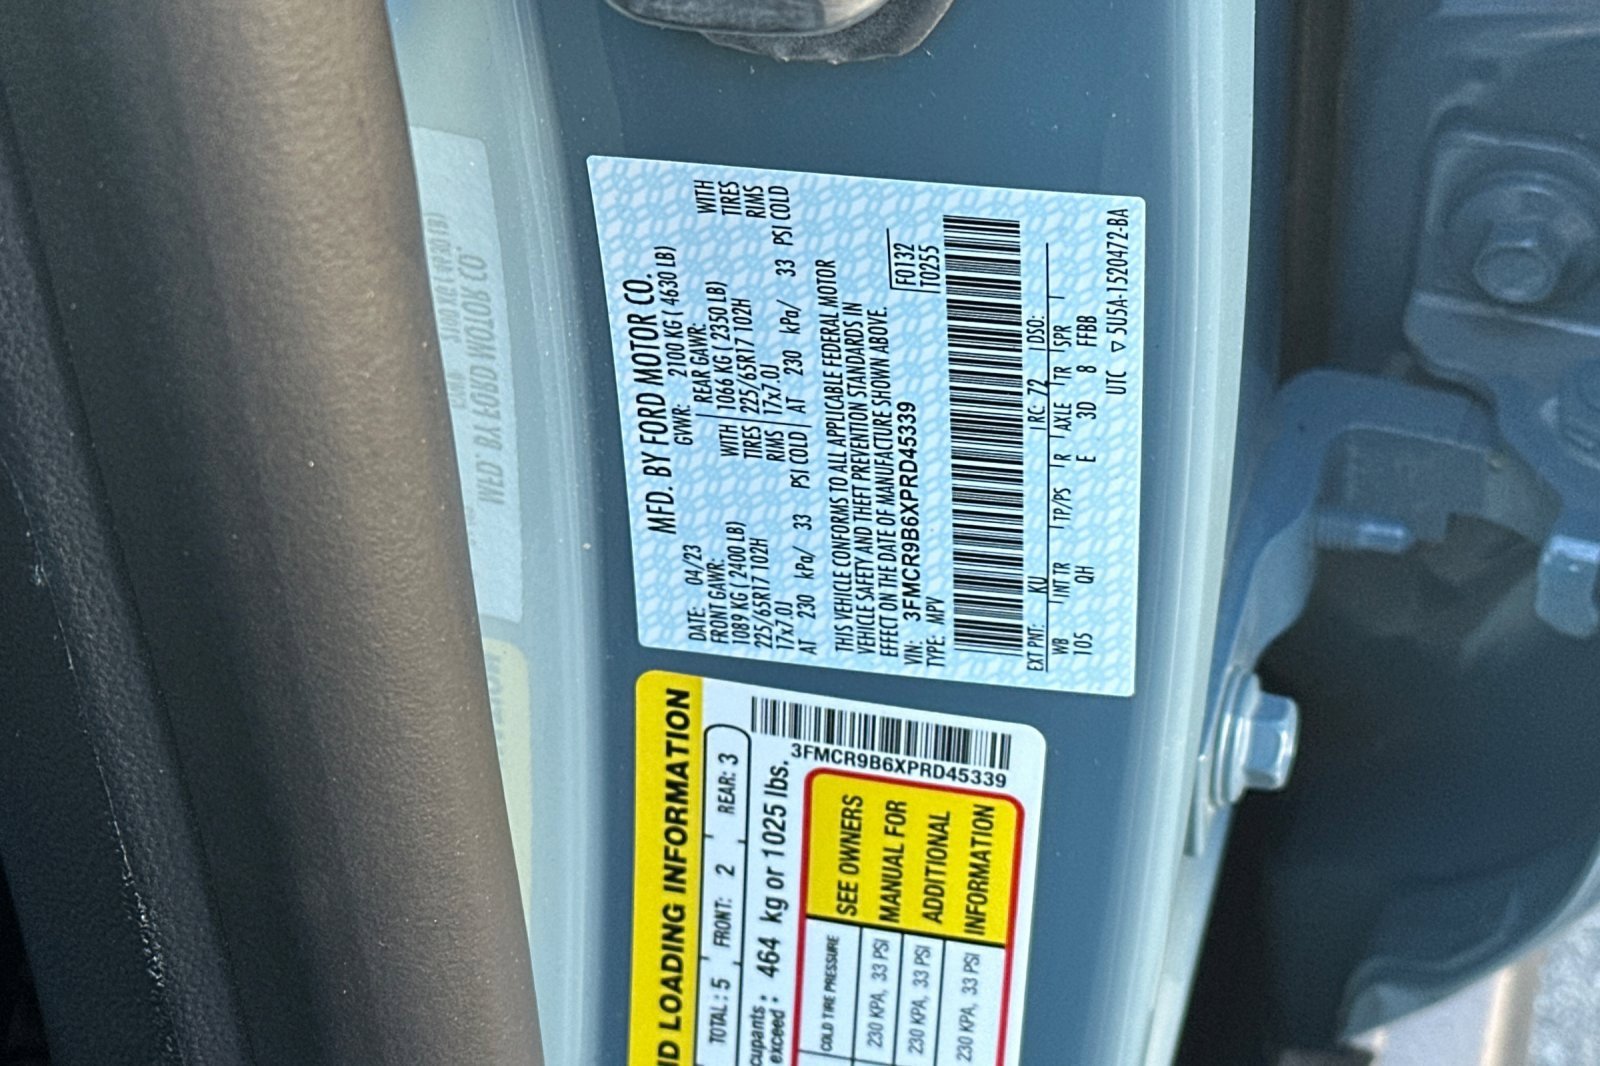 MFD. BY FORD MOTOR CO.
DATE: 04/23 GVWR: 2100 KG ( 4630 LB)
FRONT GAWR: REAR GAWR:
1089 KG ( 2400 LB) WITH 1066 KG ( 2350 LB) WITH
225/65R17 102H TIRES 225/65R17 102H TIRES
17x7.0J RIMS 17x7.0J RIMS
AT 230 kPa/ 33 PSI COLD AT 230 kPa/ 33 PSI COLD
THIS VEHICLE CONFORMS TO ALL APPLICABLE FEDERAL MOTOR
VEHICLE SAFETY AND THEFT PREVENTION STANDARDS IN
EFFECT ON THE DATE OF MANUFACTURE SHOWN ABOVE.
VIN: 3FMCR9B6XPRD45339 F0132
TYPE: MPV T0255
EXT PNT: KU RC: 72 DSO:
WB INT TR TP/PS R AXLE TR SPR
105 QH E 3D 8 FFBB
UTC ▽ 5U5A-1520472-BA
LOADING INFORMATION
TOTAL: 5 FRONT: 2 REAR: 3
cupants
exceed: 464 kg or 1025 lbs.
3FMCR9B6XPRD45339
COLD TIRE PRESSURE
230 KPA, 33 PSI
230 KPA, 33 PSI
230 KPA, 33 PSI
SEE OWNERS
MANUAL FOR
ADDITIONAL
INFORMATION